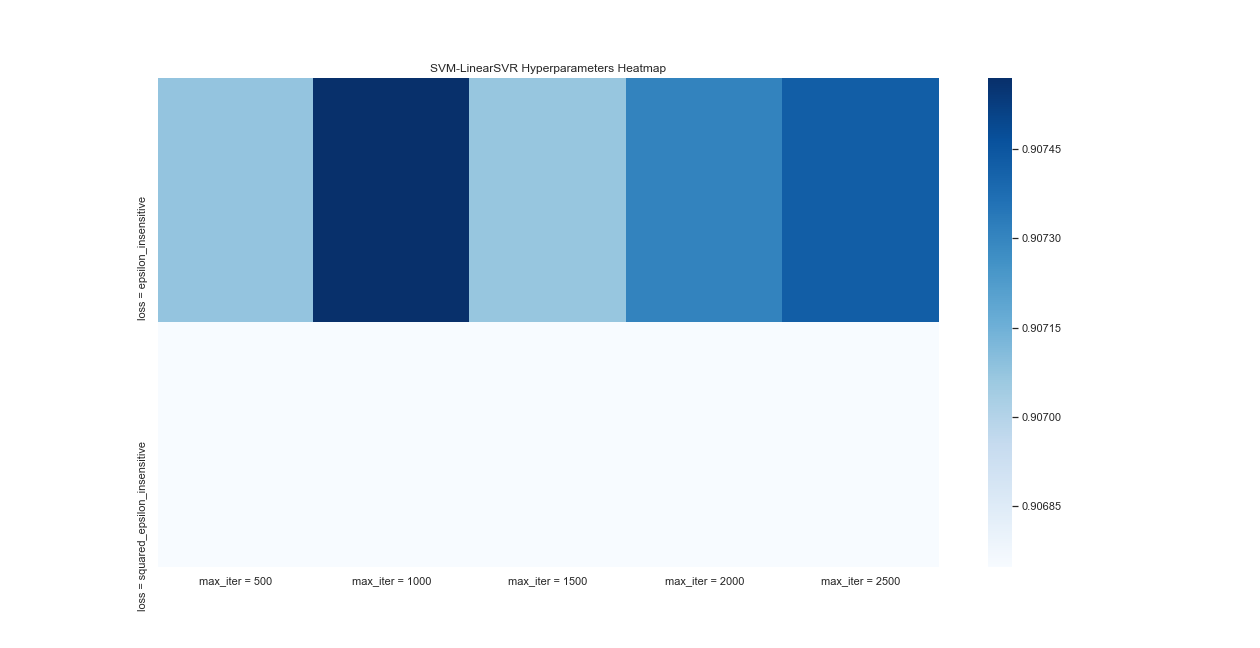 SVM-LinearSVR Hyperparameters Heatmap
loss = epsilon_insensitive
loss = squared_epsilon_insensitive
max_iter = 500
max_iter = 1000
max_iter = 1500
max_iter = 2000
max_iter = 2500
0.90745
0.90730
0.90715
0.90700
0.90685